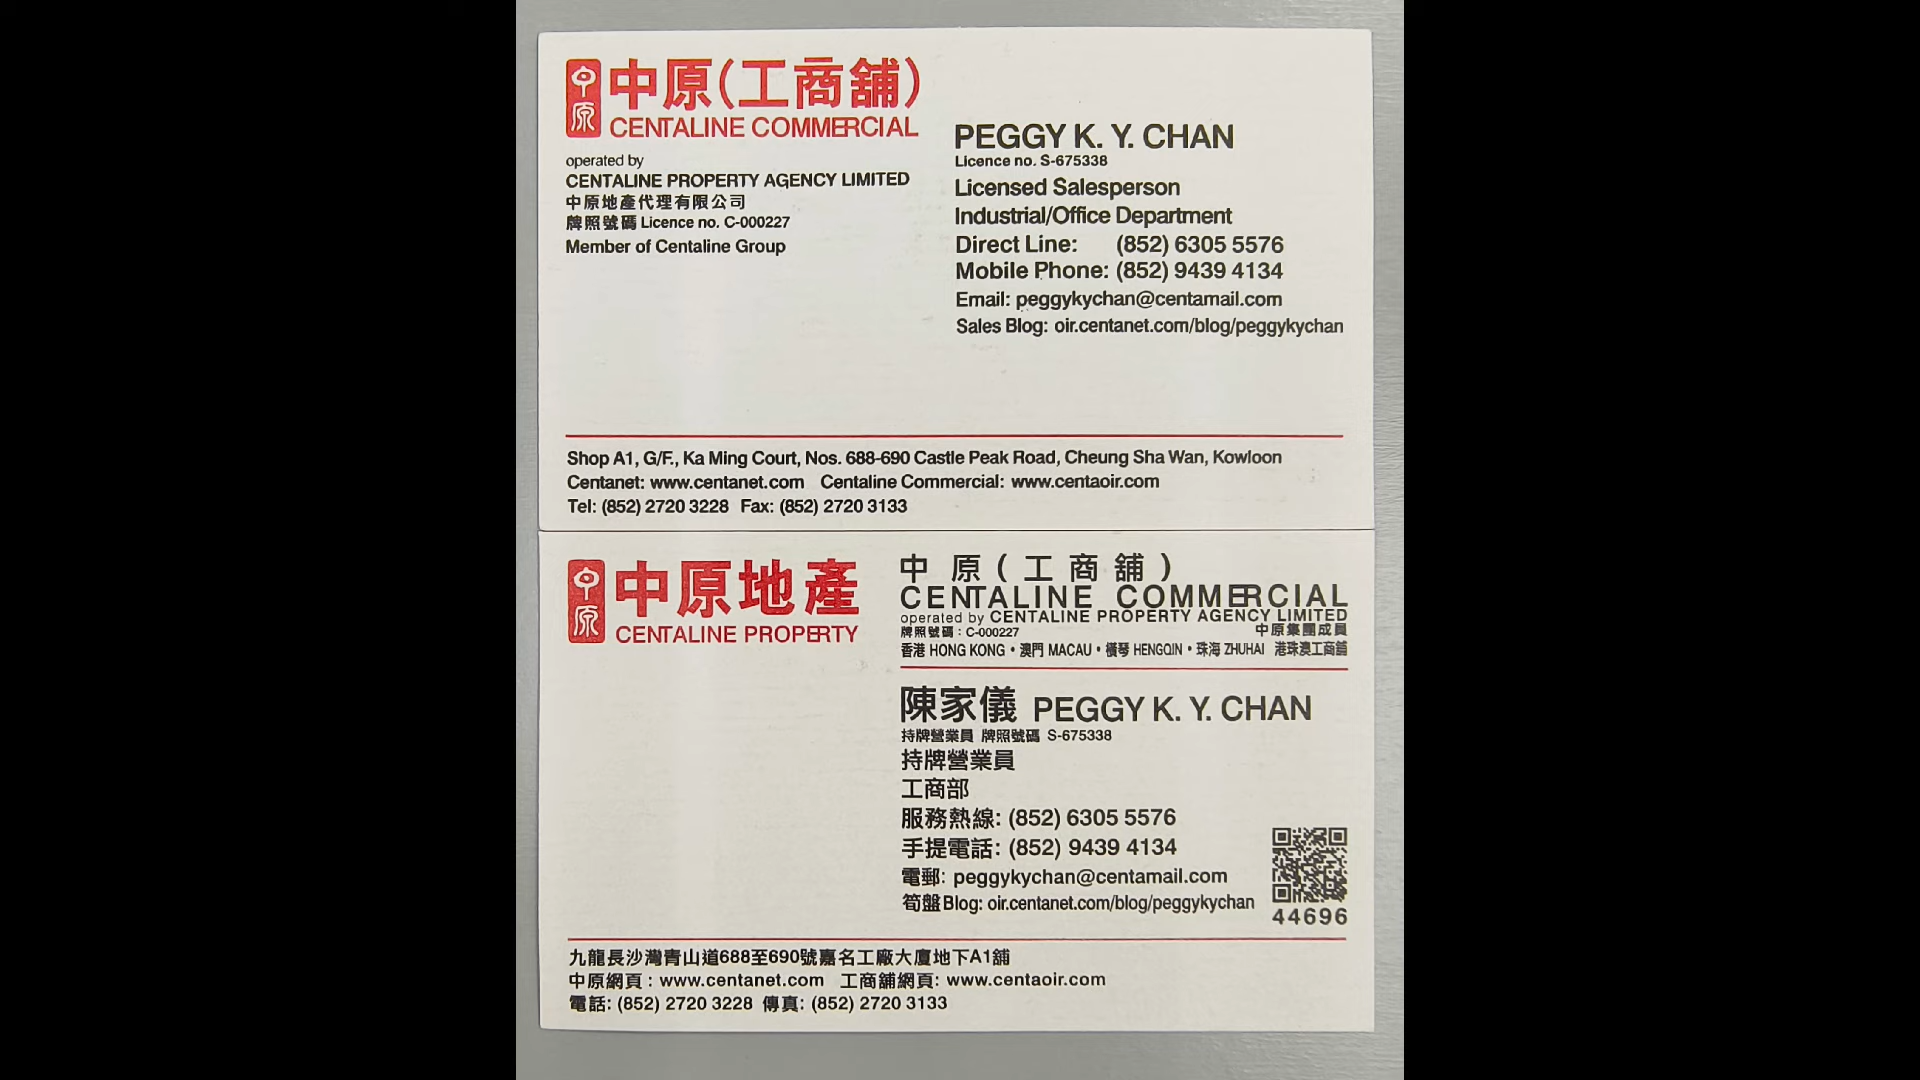 中原
中原(工商舖)
CENTALINE COMMERCIAL
operated by
CENTALINE PROPERTY AGENCY LIMITED
中原地產代理有限公司
牌照號碼 Licence no. C-000227
Member of Centaline Group
PEGGY K. Y. CHAN
Licence no. S-675338
Licensed Salesperson
Industrial/Office Department
Direct Line: (852) 6305 5576
Mobile Phone: (852) 9439 4134
Email: peggykychan@centamail.com
Sales Blog: oir.centanet.com/blog/peggykychan
Shop A1, G/F., Ka Ming Court, Nos. 688-690 Castle Peak Road, Cheung Sha Wan, Kowloon
Centanet: www.centanet.com Centaline Commercial: www.centaoir.com
Tel: (852) 2720 3228 Fax: (852) 2720 3133
中原
中原地產
CENTALINE PROPERTY
中原(工商舖)
CENTALINE COMMERCIAL
operated by CENTALINE PROPERTY AGENCY LIMITED
牌照號碼：C-000227 中原集團成員
香港 HONG KONG • 澳門 MACAU • 橫琴 HENGQIN • 珠海 ZHUHAI 港珠澳工商舖
陳家儀 PEGGY K. Y. CHAN
持牌營業員 牌照號碼 S-675338
持牌營業員
工商部
服務熱線: (852) 6305 5576
手提電話: (852) 9439 4134
電郵: peggykychan@centamail.com
筍盤Blog: oir.centanet.com/blog/peggykychan
44696
九龍長沙灣青山道688至690號嘉名工廠大廈地下A1舖
中原網頁 : www.centanet.com 工商舖網頁: www.centaoir.com
電話: (852) 2720 3228 傳真: (852) 2720 3133